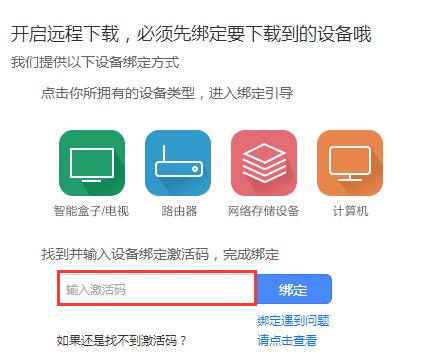 开启远程下载，必须先绑定要下载到的设备哦
我们提供以下设备绑定方式
点击你所拥有的设备类型，进入绑定引导
智能盒子/电视 路由器 网络存储设备 计算机
找到并输入设备绑定激活码，完成绑定
输入激活码 绑定
绑定遇到问题
如果还是找不到激活码？ 请点击查看